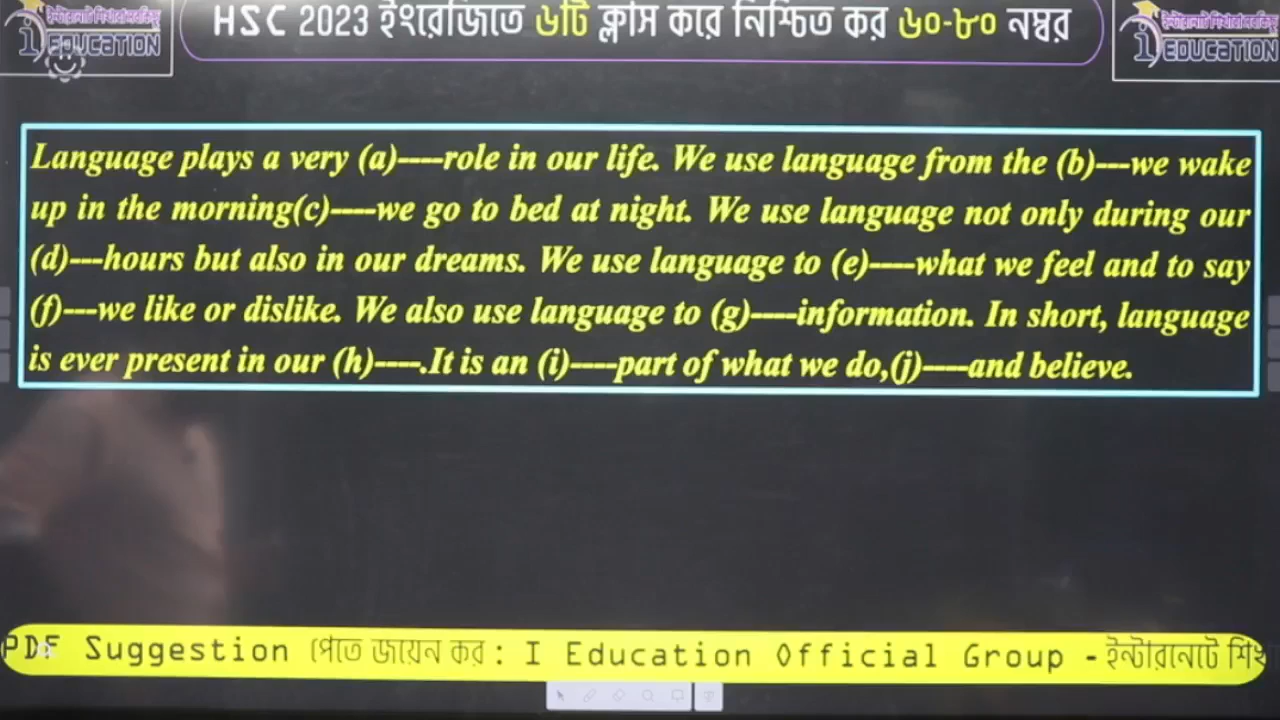 HSC 2023 ইংরেজিতে ৬টি ক্লাস করে নিশ্চিত কর ৬০-৮০ নম্বর
ইন্টারনেট শিখার সবকিছু
i EDUCATION
i EDUCATION
Language plays a very (a)----role in our life. We use language from the (b)---we wake
up in the morning(c)----we go to bed at night. We use language not only during our
(d)---hours but also in our dreams. We use language to (e)----what we feel and to say
(f)---we like or dislike. We also use language to (g)----information. In short, language
is ever present in our (h)----.It is an (i)----part of what we do,(j)----and believe.
PDF Suggestion পেতে জয়েন কর : I Education Official Group - ইন্টারনেটে শিখ